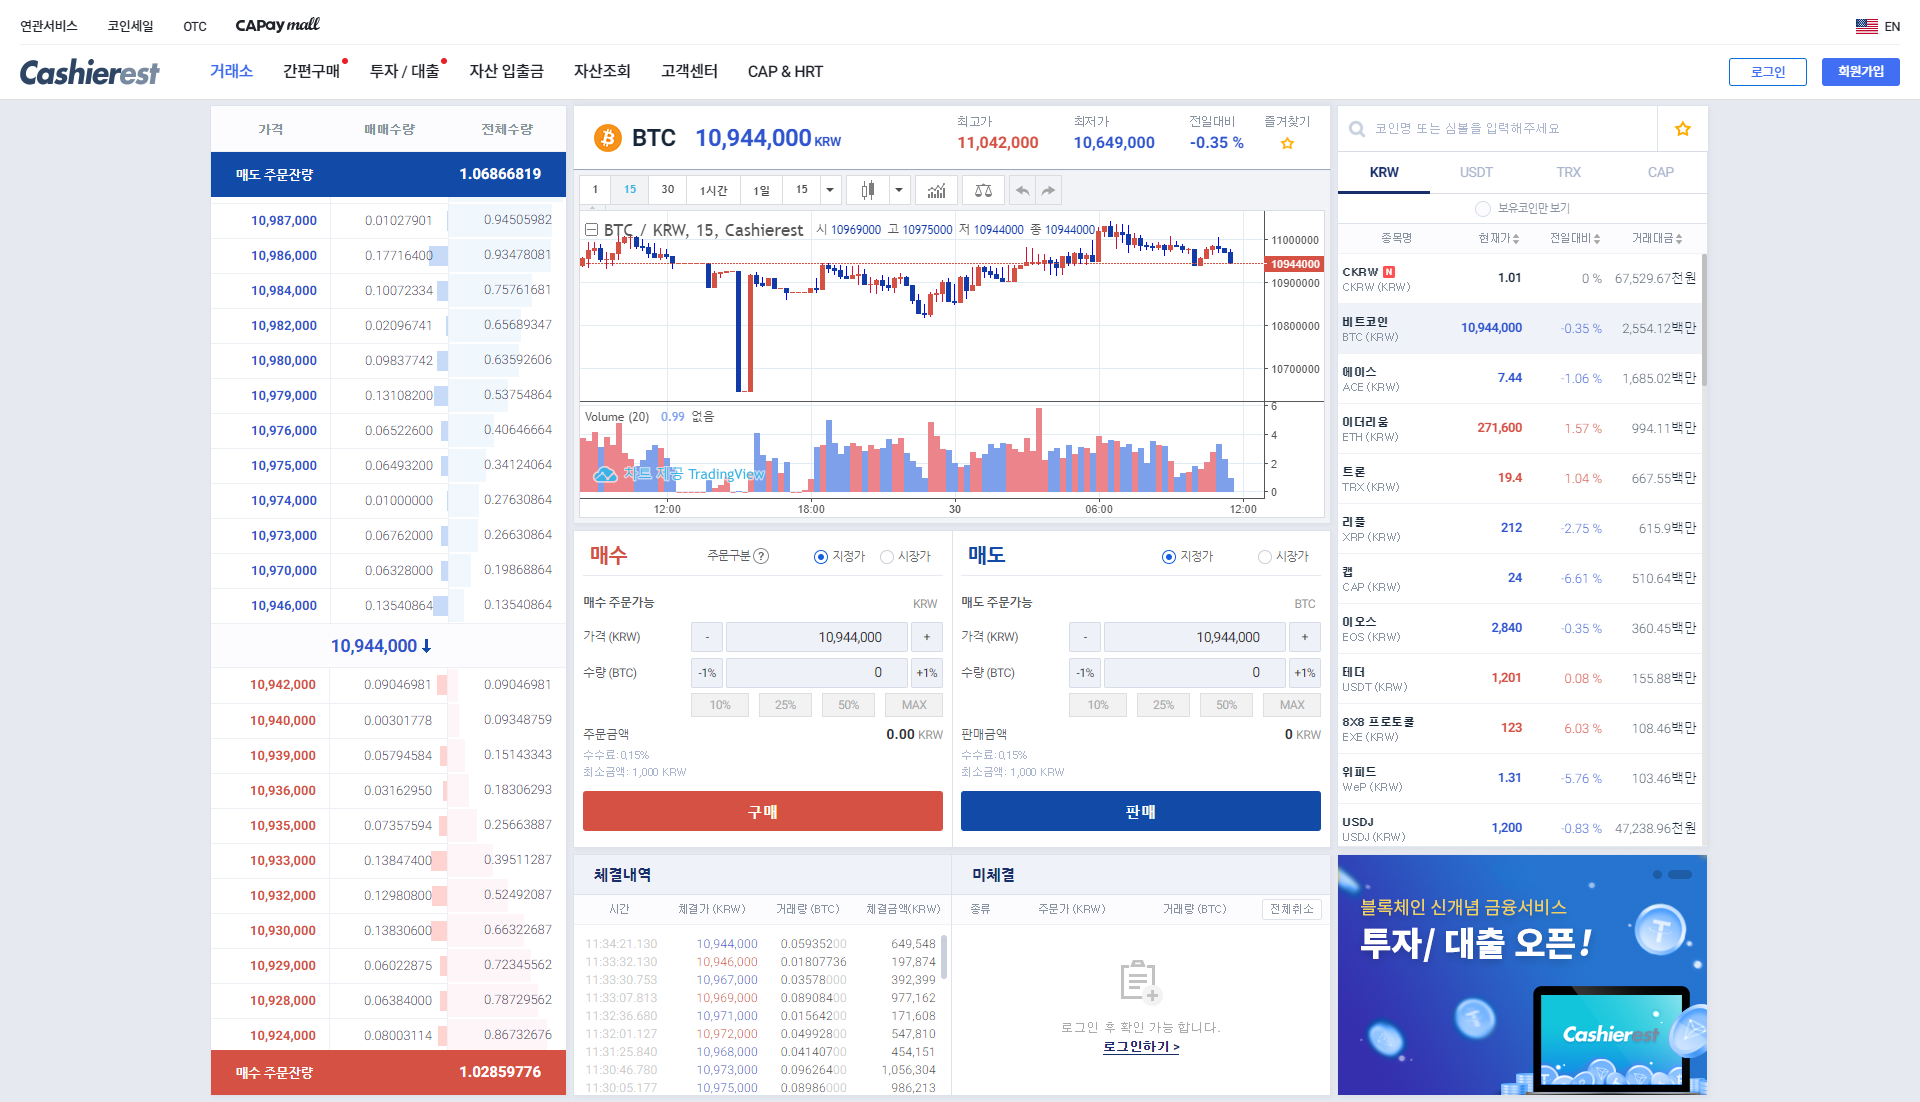 연관서비스 코인세일 OTC CAPay mall EN
Cashierest 거래소 간편구매 투자 / 대출 자산 입출금 자산조회 고객센터 CAP & HRT 로그인 회원가입
가격 매매수량 전체수량
매도 주문잔량 1.06866819
10,987,000 0.01027901 0.94505982
10,986,000 0.17716400 0.93478081
10,984,000 0.10072334 0.75761681
10,982,000 0.02096741 0.65689347
10,980,000 0.09837742 0.63592606
10,979,000 0.13108200 0.53754864
10,976,000 0.06522600 0.40646664
10,975,000 0.06493200 0.34124064
10,974,000 0.01000000 0.27630864
10,973,000 0.06762000 0.26630864
10,970,000 0.06328000 0.19868864
10,946,000 0.13540864 0.13540864
10,944,000
10,942,000 0.09046981 0.09046981
10,940,000 0.00301778 0.09348759
10,939,000 0.05794584 0.15143343
10,936,000 0.03162950 0.18306293
10,935,000 0.07357594 0.25663887
10,933,000 0.13847400 0.39511287
10,932,000 0.12980800 0.52492087
10,930,000 0.13830600 0.66322687
10,929,000 0.06022875 0.72345562
10,928,000 0.06384000 0.78729562
10,924,000 0.08003114 0.86732676
매수 주문잔량 1.02859776
BTC 10,944,000 KRW
최고가 최저가 전일대비 즐겨찾기
11,042,000 10,649,000 -0.35 %
1 15 30 1시간 1일 15
BTC / KRW, 15, Cashierest 시 10969000 고 10975000 저 10944000 종 10944000
11000000
10944000
10900000
10800000
10700000
Volume (20) 0.99 없음
6
4
2
0
차트 제공 TradingView
12:00 18:00 30 06:00 12:00
매수 주문구분 ? 지정가 시장가
매수 주문가능 KRW
가격 (KRW) - 10,944,000 +
수량 (BTC) -1% 0 +1%
10% 25% 50% MAX
주문금액 0.00 KRW
수수료: 0.15%
최소금액: 1,000 KRW
구매
매도 지정가 시장가
매도 주문가능 BTC
가격 (KRW) - 10,944,000 +
수량 (BTC) -1% 0 +1%
10% 25% 50% MAX
판매금액 0 KRW
수수료: 0.15%
최소금액: 1,000 KRW
판매
체결내역
시간 체결가 (KRW) 거래량 (BTC) 체결금액(KRW)
11:34:21.130 10,944,000 0.05935200 649,548
11:33:32.130 10,946,000 0.01807736 197,874
11:33:30.753 10,967,000 0.03578000 392,399
11:33:07.813 10,969,000 0.08908400 977,162
11:32:36.680 10,971,000 0.01564200 171,608
11:32:01.127 10,972,000 0.04992800 547,810
11:31:25.840 10,968,000 0.04140700 454,151
11:30:46.780 10,973,000 0.09626400 1,056,304
11:30:05.177 10,975,000 0.08986000 986,213
미체결
종류 주문가 (KRW) 거래량 (BTC) 전체취소
로그인 후 확인 가능 합니다.
로그인하기 >
코인명 또는 심볼을 입력해주세요
KRW USDT TRX CAP
보유코인만 보기
종목명 현재가 전일대비 거래대금
CKRW N
CKRW (KRW) 1.01 0 % 67,529.67천원
비트코인
BTC (KRW) 10,944,000 -0.35 % 2,554.12백만
에이스
ACE (KRW) 7.44 -1.06 % 1,685.02백만
이더리움
ETH (KRW) 271,600 1.57 % 994.11백만
트론
TRX (KRW) 19.4 1.04 % 667.55백만
리플
XRP (KRW) 212 -2.75 % 615.9백만
캡
CAP (KRW) 24 -6.61 % 510.64백만
이오스
EOS (KRW) 2,840 -0.35 % 360.45백만
테더
USDT (KRW) 1,201 0.08 % 155.88백만
8X8 프로토콜
EXE (KRW) 123 6.03 % 108.46백만
위피드
WeP (KRW) 1.31 -5.76 % 103.46백만
USDJ
USDJ (KRW) 1,200 -0.83 % 47,238.96천원
블록체인 신개념 금융서비스
투자/ 대출 오픈!
Cashierest